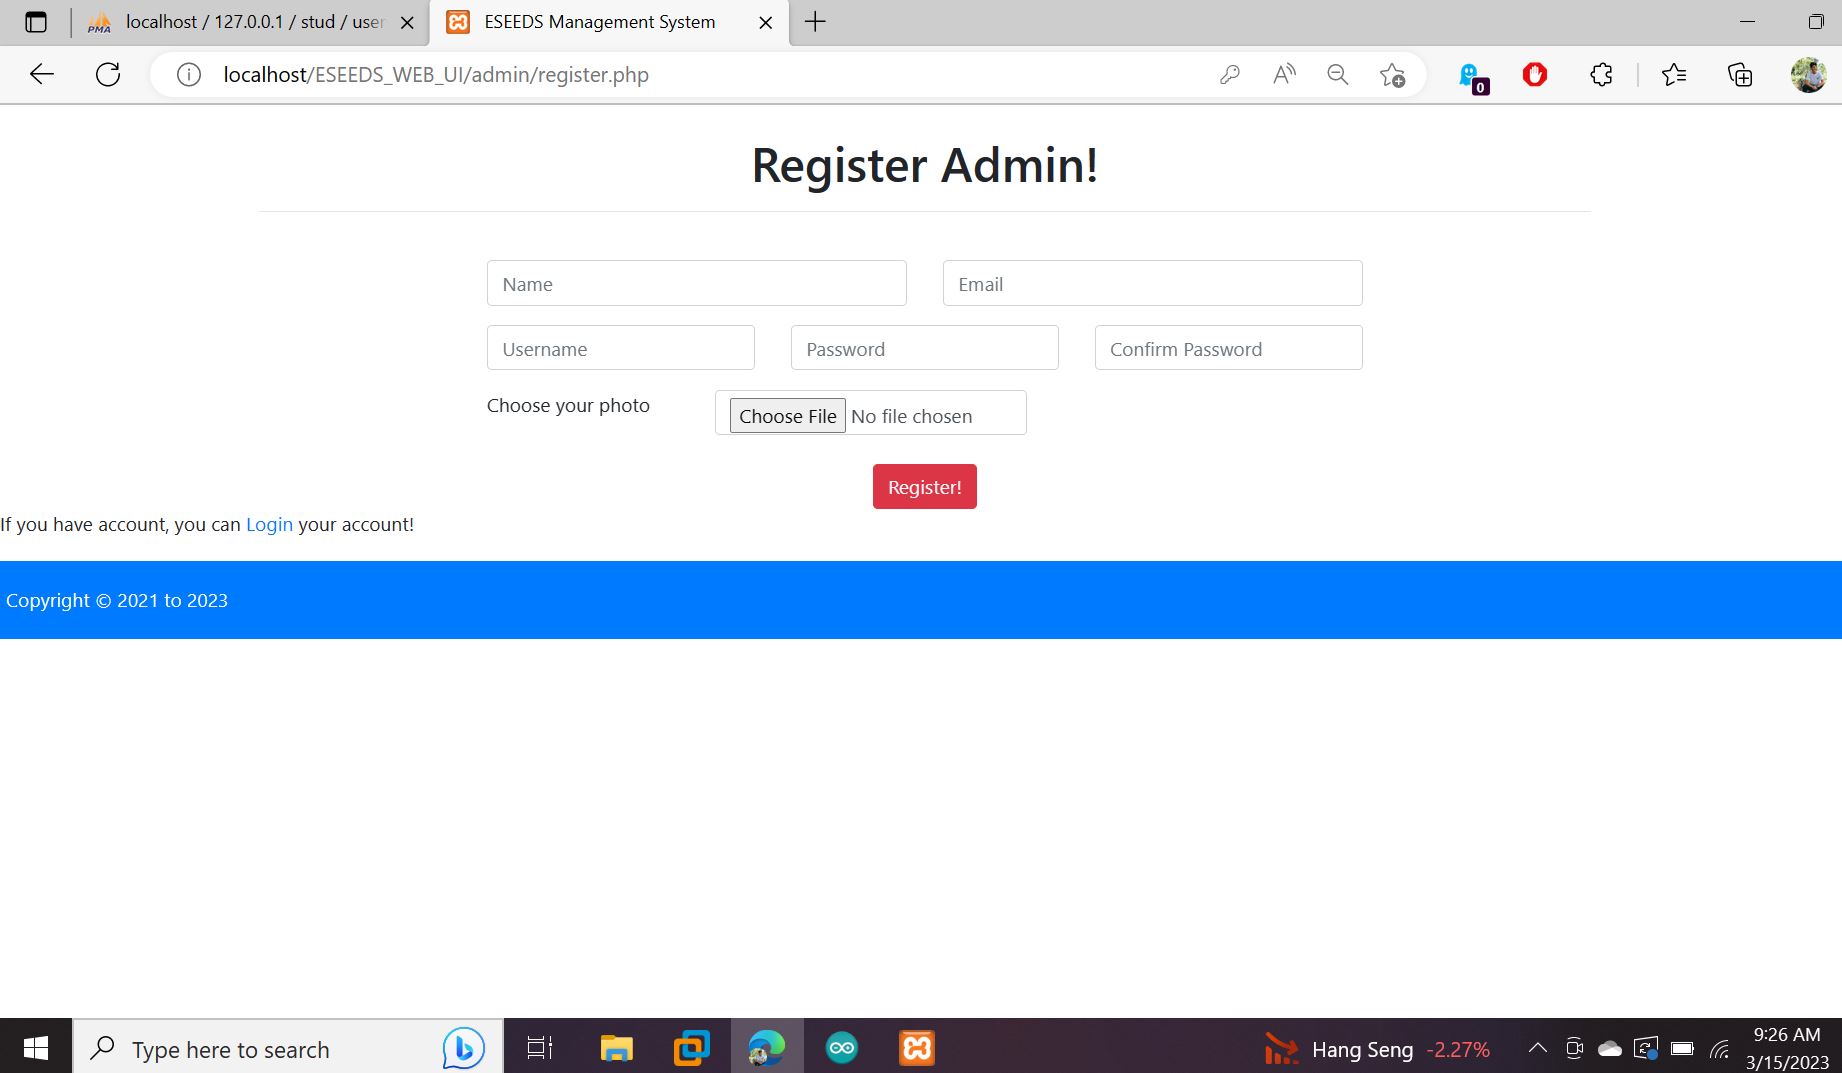 localhost / 127.0.0.1 / stud / user
ESEEDS Management System
localhost/ESEEDS_WEB_UI/admin/register.php
0
Register Admin!
Name
Email
Username
Password
Confirm Password
Choose your photo
Choose File
No file chosen
Register!
If you have account, you can Login your account!
Copyright © 2021 to 2023
Type here to search
Hang Seng -2.27%
9:26 AM
3/15/2023